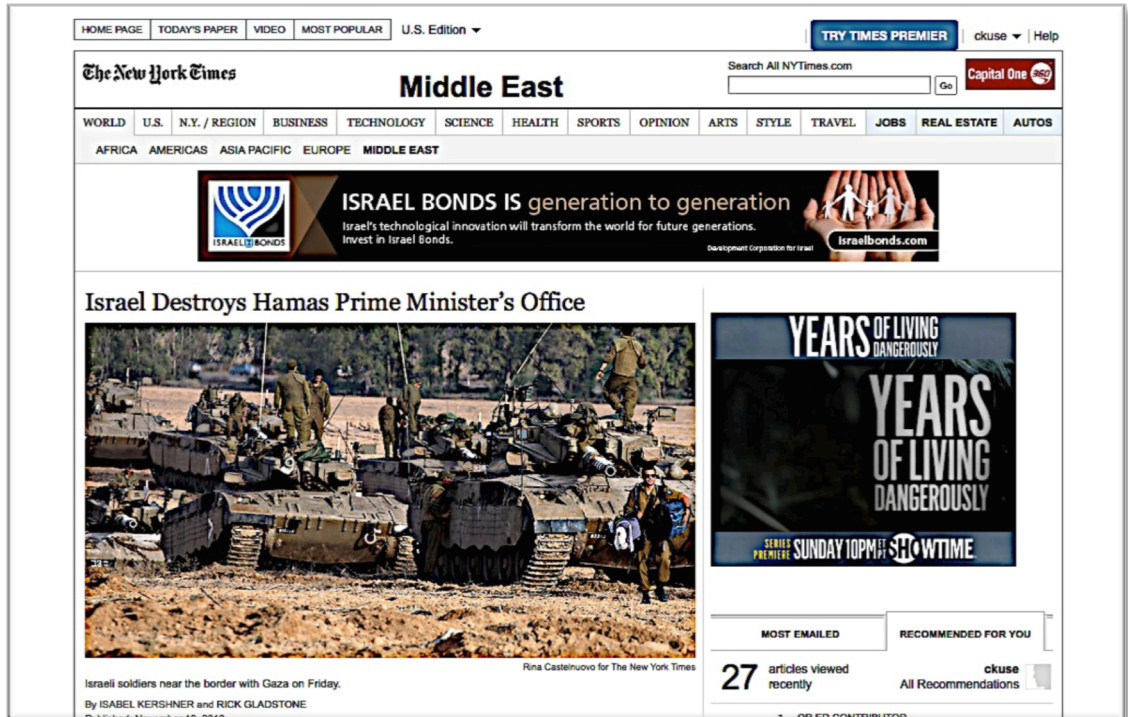 HOME PAGE TODAY'S PAPER VIDEO MOST POPULAR U.S. Edition
TRY TIMES PREMIER ckuse Help
The New York Times
Middle East
Search All NYTimes.com
Go
Capital One 360
WORLD U.S. N.Y. / REGION BUSINESS TECHNOLOGY SCIENCE HEALTH SPORTS OPINION ARTS STYLE TRAVEL JOBS REAL ESTATE AUTOS
AFRICA AMERICAS ASIA PACIFIC EUROPE MIDDLE EAST
ISRAEL BONDS
ISRAEL BONDS IS generation to generation
Israel's technological innovation will transform the world for future generations.
Invest in Israel Bonds.
Development Corporation for Israel
israelbonds.com
Israel Destroys Hamas Prime Minister's Office
Rina Castelnuovo for The New York Times
Israeli soldiers near the border with Gaza on Friday.
By ISABEL KERSHNER and RICK GLADSTONE
YEARS OF LIVING DANGEROUSLY
YEARS
OF LIVING
DANGEROUSLY
SERIES PREMIERE SUNDAY 10PM ET PT SHOWTIME
MOST EMAILED RECOMMENDED FOR YOU
27 articles viewed recently
ckuse
All Recommendations